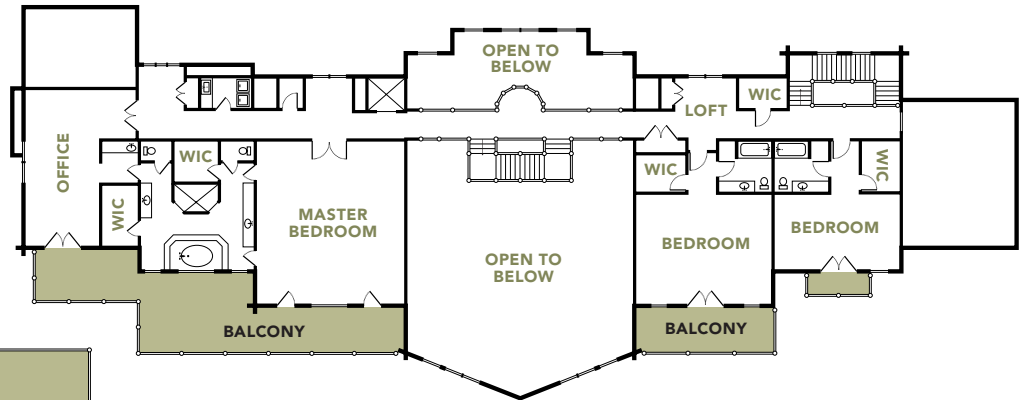 OPEN TO
BELOW
WIC
LOFT
OFFICE
WIC
WIC
WIC
WIC
MASTER
BEDROOM
BEDROOM
BEDROOM
OPEN TO
BELOW
BALCONY
BALCONY